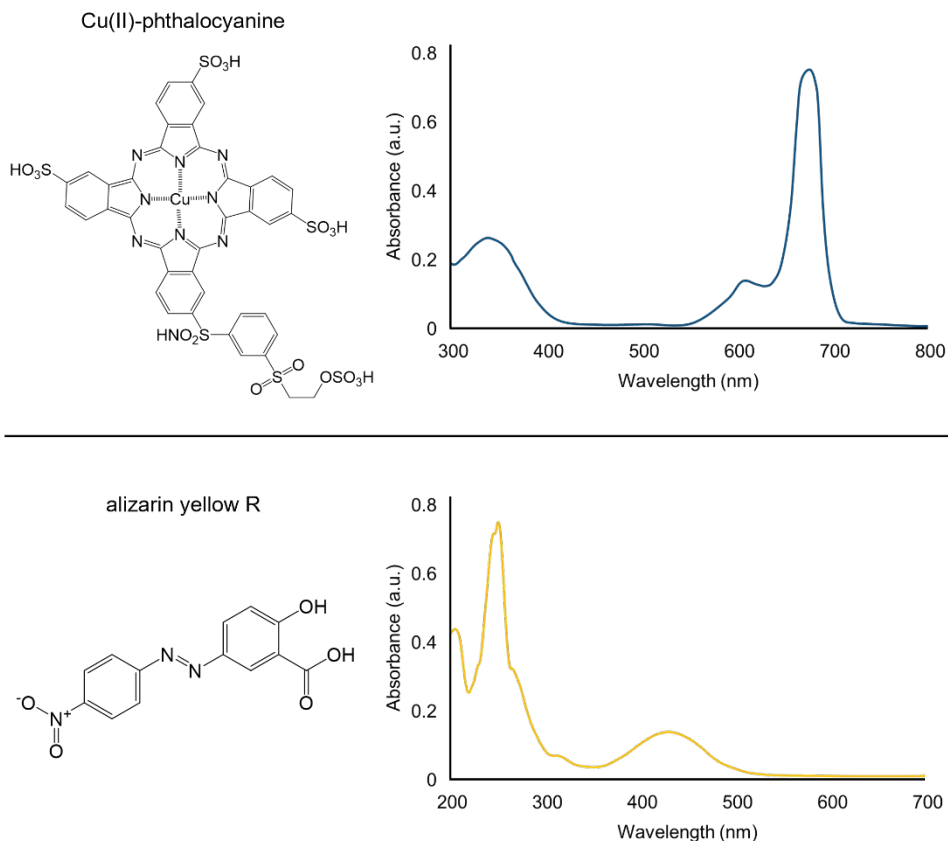 Cu(II)-phthalocyanine
SO3H
HO3S
N
N
N
N
Cu
N
N
N
N
SO3H
HNO2S
S
O
O
OSO3H
Absorbance (a.u.)
0.8
0.6
0.4
0.2
0
300 400 500 600 700 800
Wavelength (nm)
alizarin yellow R
OH
OH
O
N
N
-O
N+
O
Absorbance (a.u.)
0.8
0.6
0.4
0.2
0
200 300 400 500 600 700
Wavelength (nm)